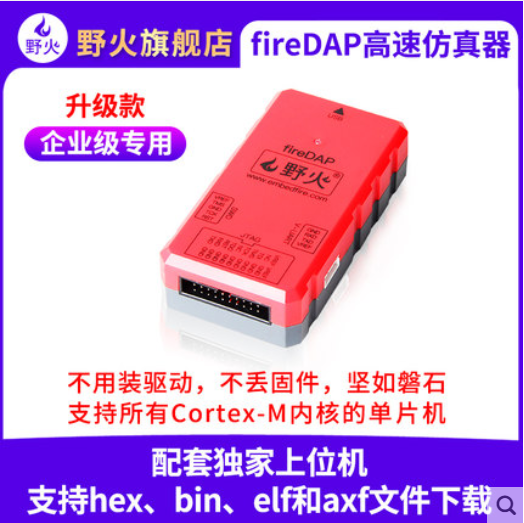 野火
野火旗舰店
fireDAP高速仿真器
升级款
企业级专用
USB
fireDAP
野火®
www.embedfire.com
SWD
JTAG
不用装驱动，不丢固件，坚如磐石
支持所有Cortex-M内核的单片机
配套独家上位机
支持hex、bin、elf和axf文件下载